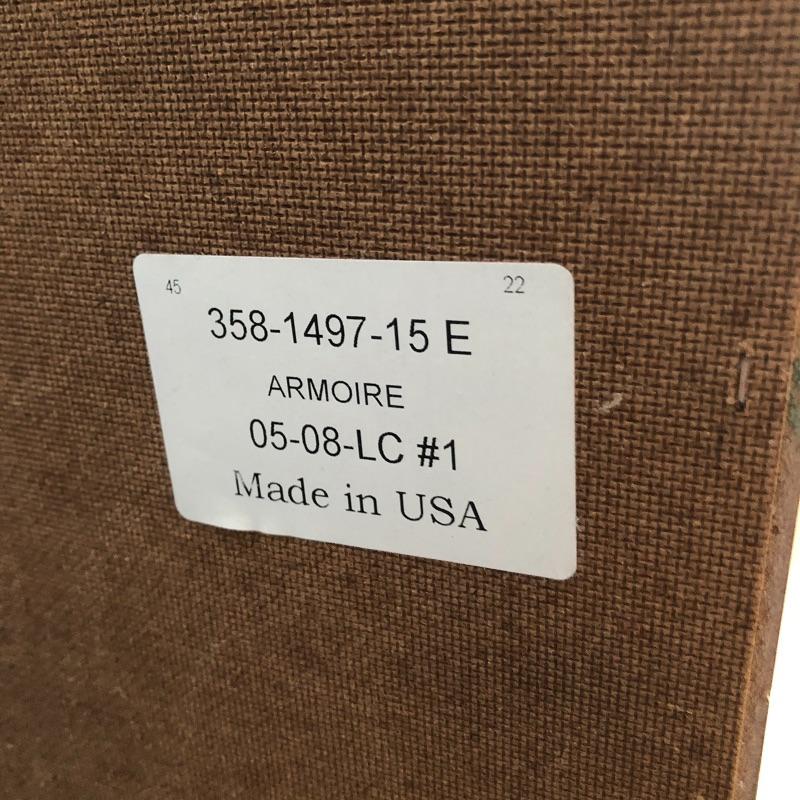 45 22
358-1497-15 E
ARMOIRE
05-08-LC #1
Made in USA